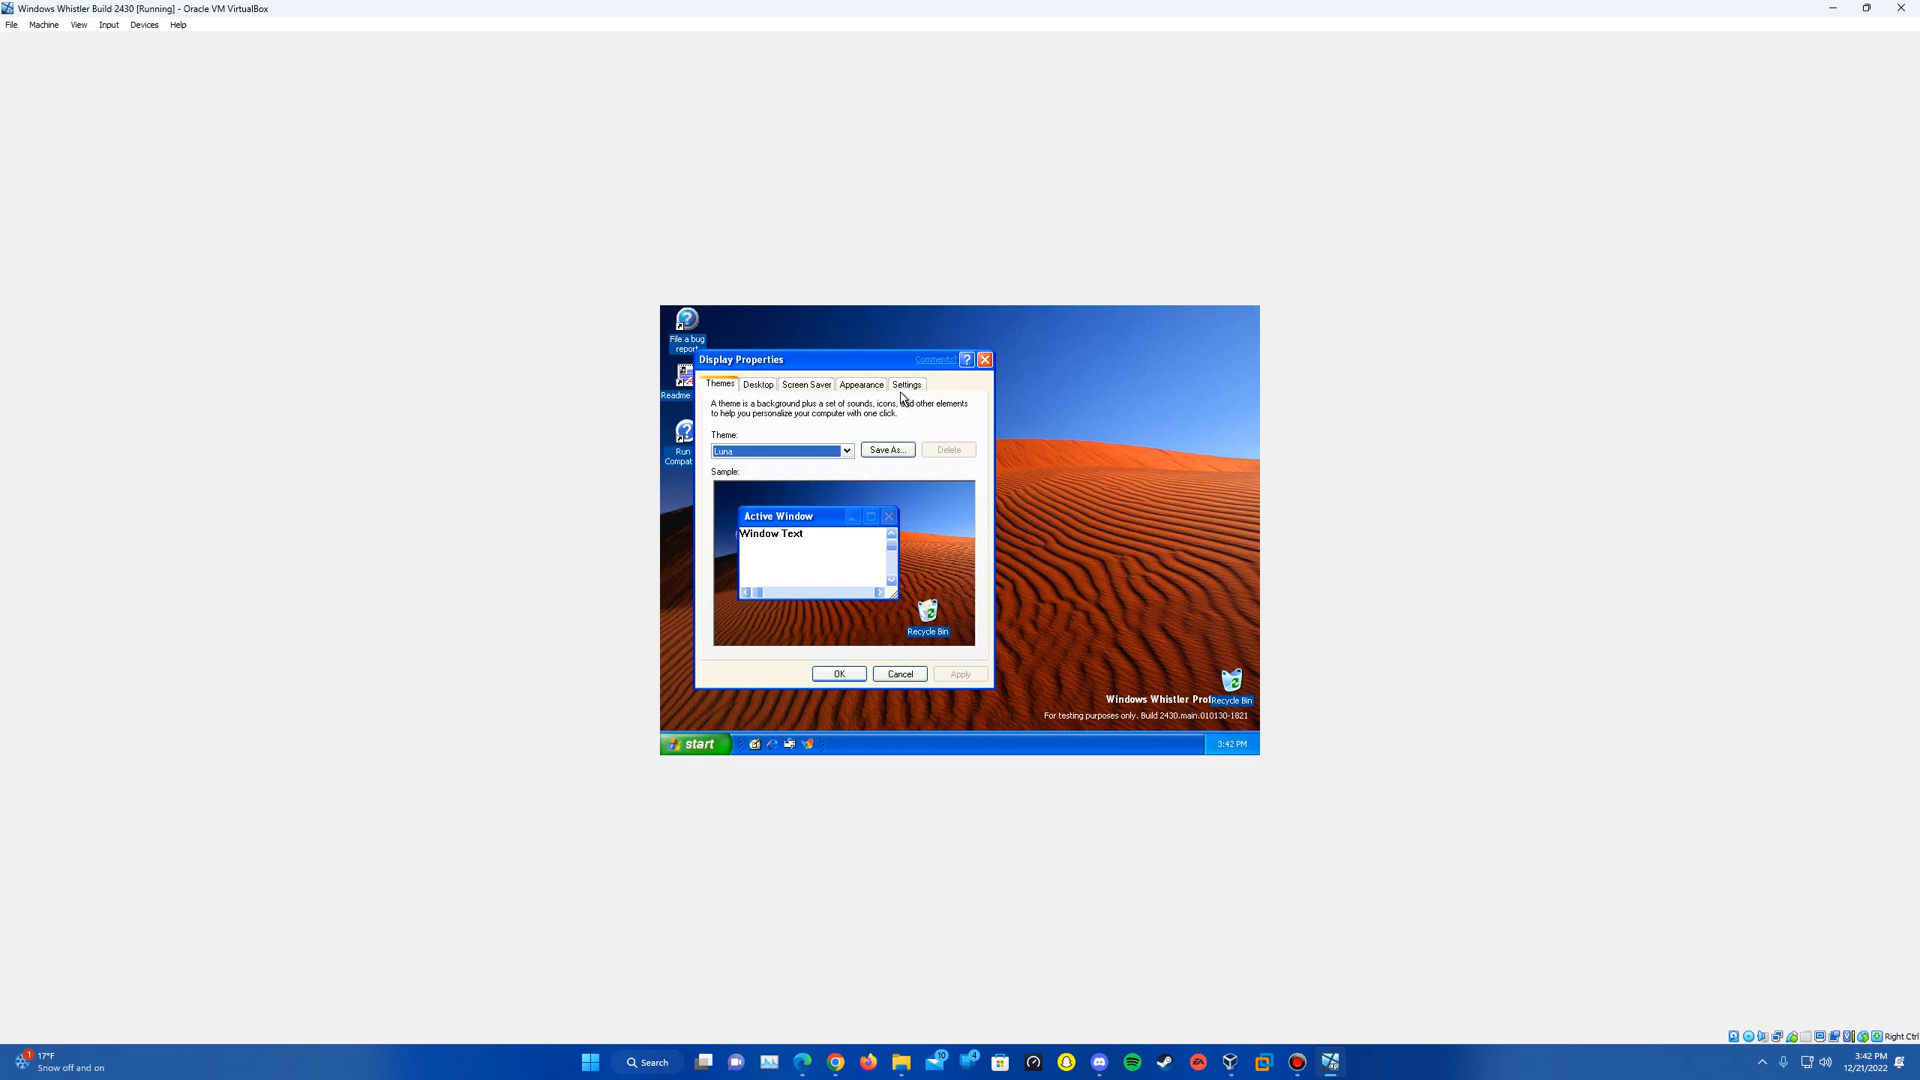 Windows Whistler Build 2430 [Running] - Oracle VM VirtualBox
File Machine View Input Devices Help
File a bug
report
Readme
Run
Compat
Display Properties
Comments?
Themes Desktop Screen Saver Appearance Settings
A theme is a background plus a set of sounds, icons, and other elements
to help you personalize your computer with one click.
Theme:
Luna
Save As...
Delete
Sample:
Active Window
Window Text
Recycle Bin
OK Cancel Apply
Recycle Bin
Windows Whistler Prof
For testing purposes only. Build 2430.main.010130-1821
start
3:42 PM
Right Ctrl
1
17°F
Snow off and on
Search
10
4
EA
3:42 PM
12/21/2022